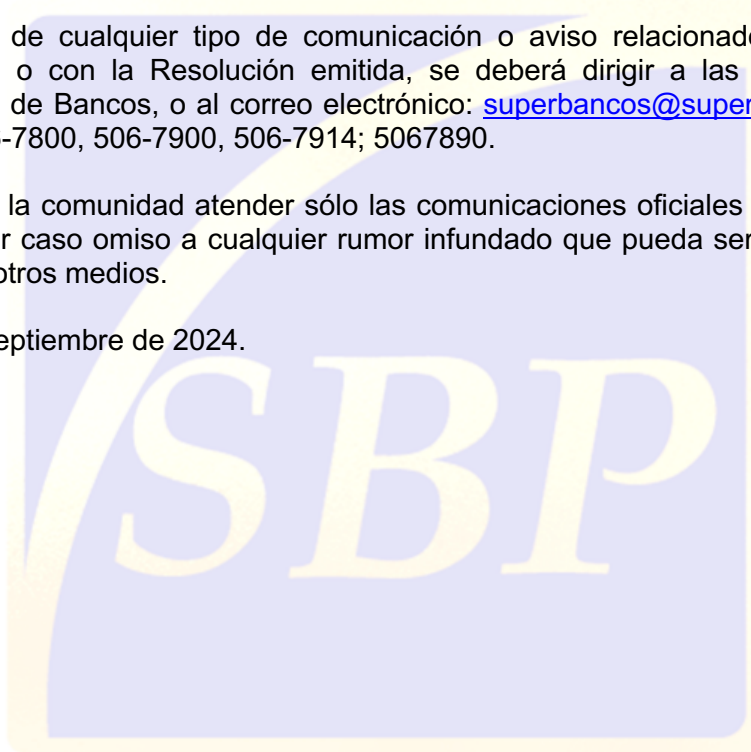 de cualquier tipo de comunicación o aviso relacionado
o con la Resolución emitida, se deberá dirigir a las
de Bancos, o al correo electrónico: superbancos@super
-7800, 506-7900, 506-7914; 5067890.
la comunidad atender sólo las comunicaciones oficiales
r caso omiso a cualquier rumor infundado que pueda ser
otros medios.
eptiembre de 2024.
SBP